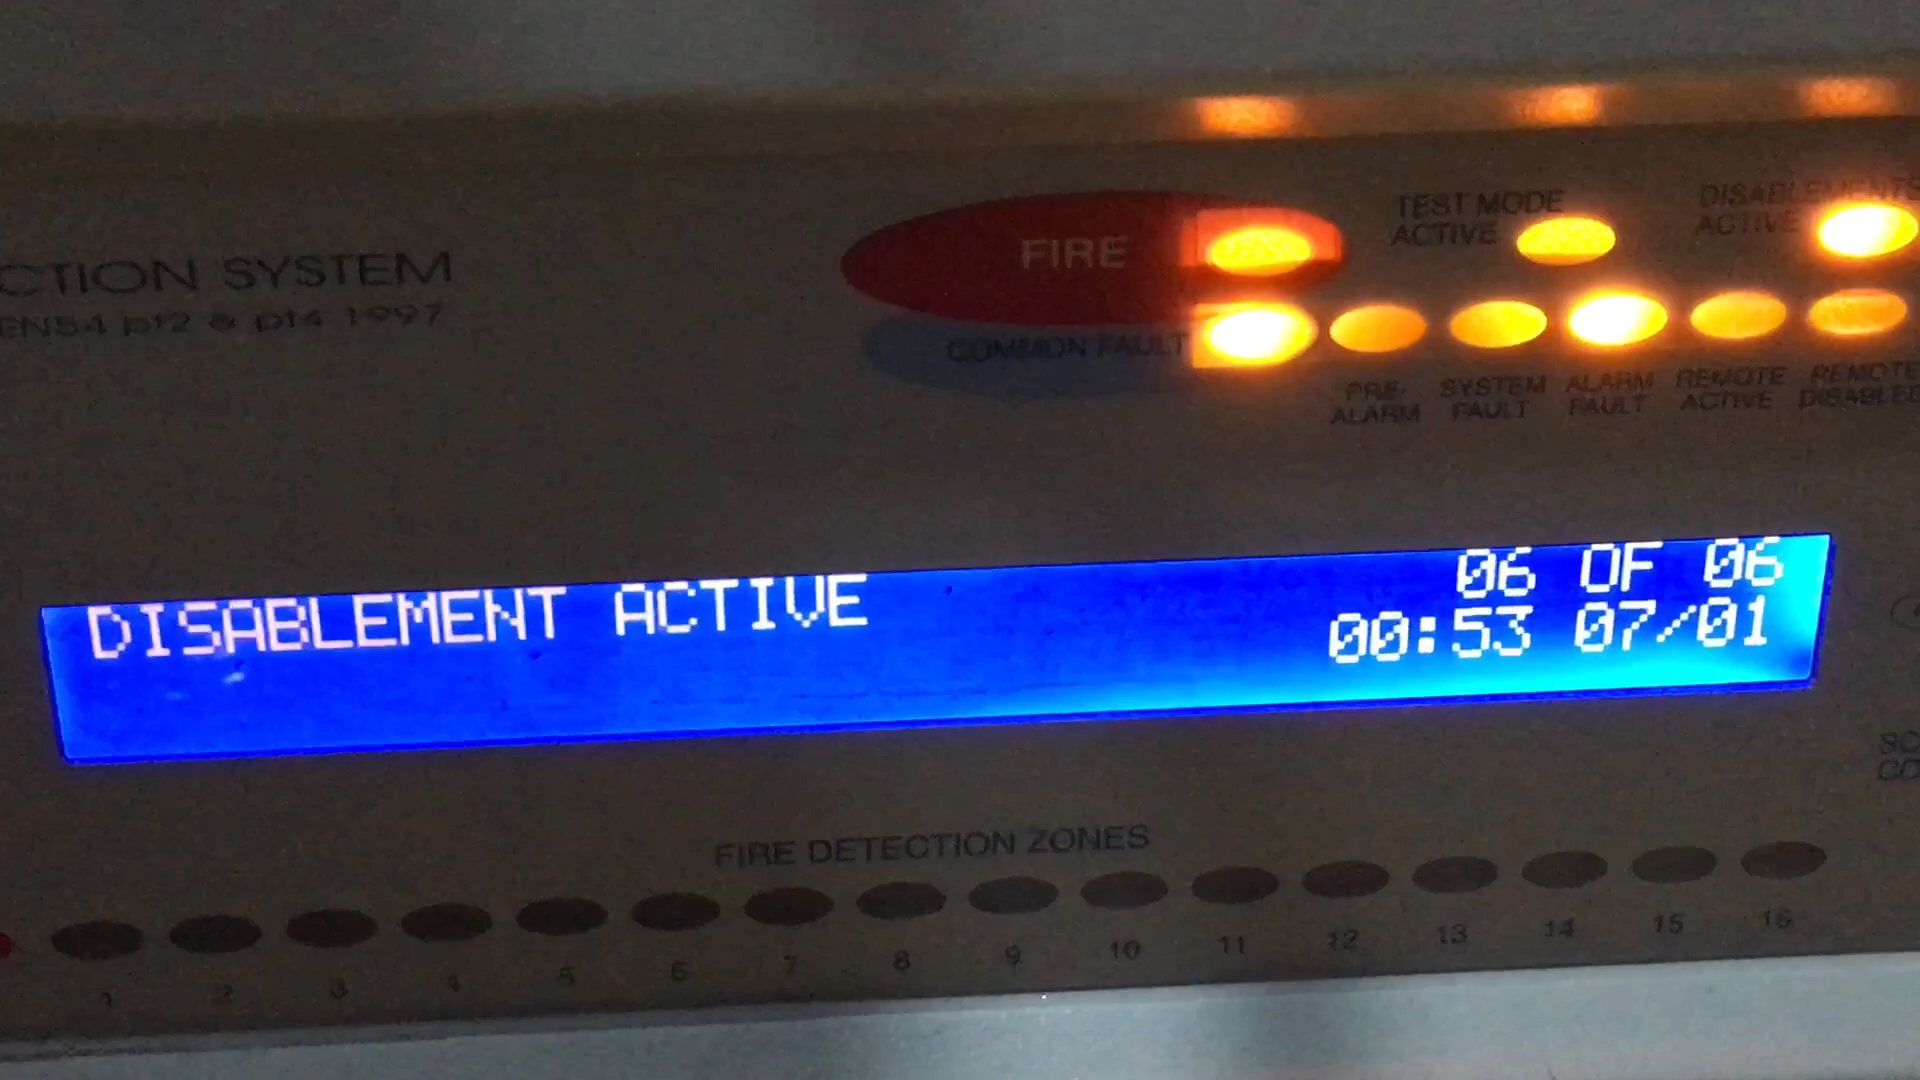 CTION SYSTEM
EN54 pt2 & pt4 1997
FIRE
TEST MODE
ACTIVE
DISABLEMENTS
ACTIVE
COMMON FAULT
PRE-
ALARM
SYSTEM
FAULT
ALARM
FAULT
REMOTE
ACTIVE
REMOTE
DISABLED
DISABLEMENT ACTIVE 06 OF 06
00:53 07/01
FIRE DETECTION ZONES
1 2 3 4 5 6 7 8 9 10 11 12 13 14 15 16